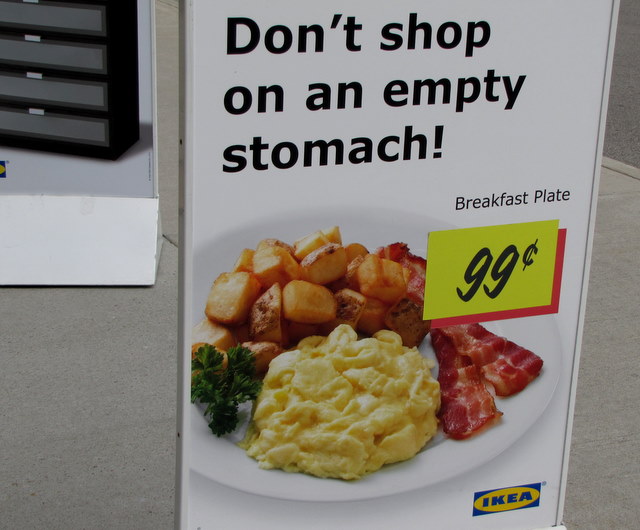 Don't shop
on an empty
stomach!
Breakfast Plate
99¢
IKEA